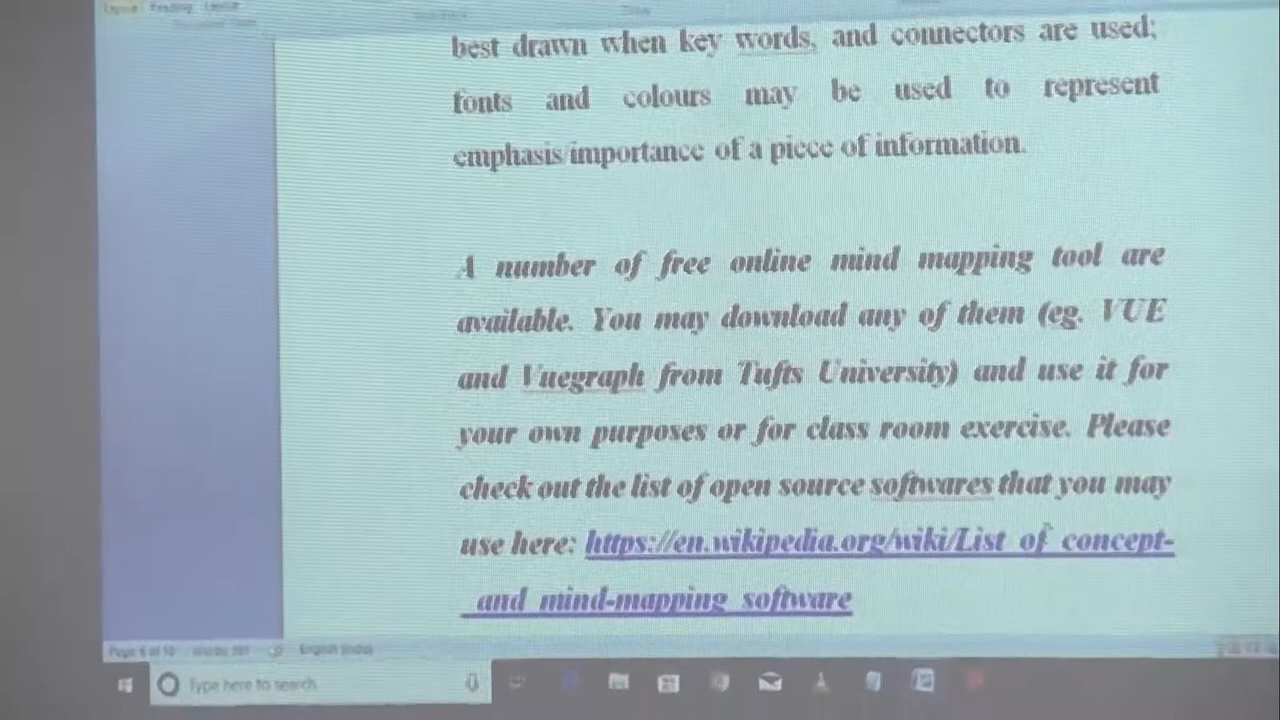 best drawn when key words, and connectors are used;
fonts and colours may be used to represent
emphasis/importance of a piece of information.
A number of free online mind mapping tool are
available. You may download any of them (eg. VUE
and Vuegraph from Tufts University) and use it for
your own purposes or for class room exercise. Please
check out the list of open source softwares that you may
use here: https://en.wikipedia.org/wiki/List_of_concept-
_and_mind-mapping_software
Page 6 of 10 English (India)
Type here to search